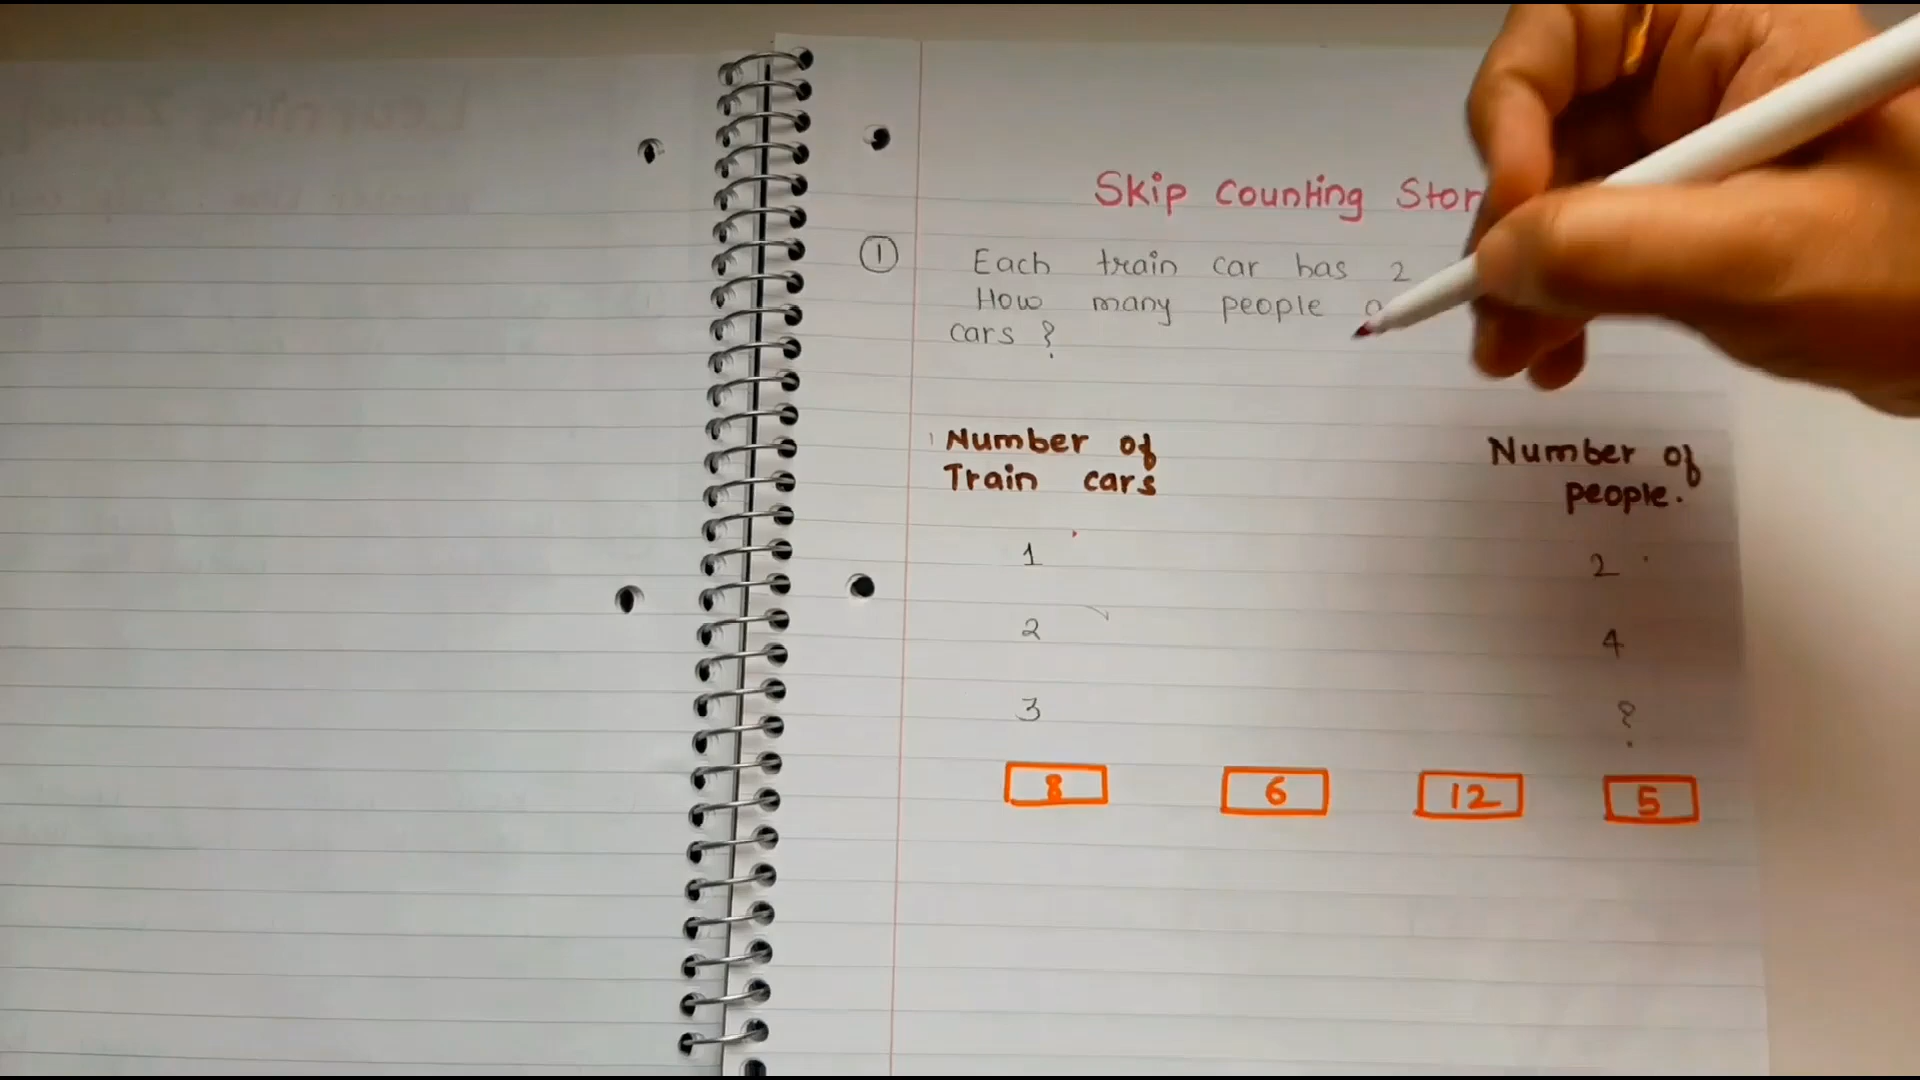 Skip Counting Stor
① Each train car has 2
How many people
cars ?
Number of Number of
Train cars people.
1 2
2 4
3 ?
8 6 12 5